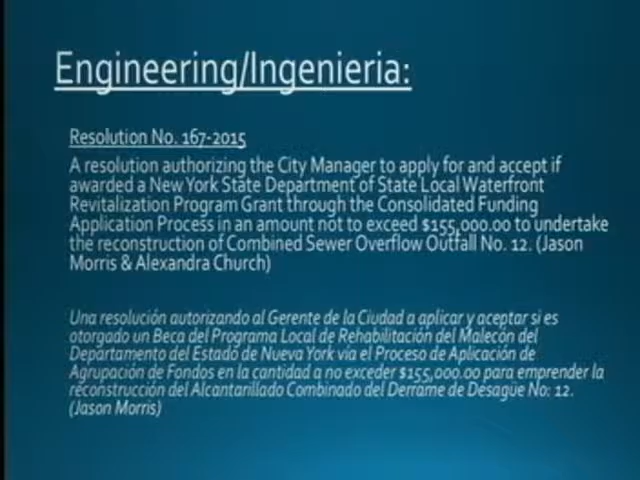 Engineering/Ingenieria:
Resolution No. 167-2015
A resolution authorizing the City Manager to apply for and accept if
awarded a New York State Department of State Local Waterfront
Revitalization Program Grant through the Consolidated Funding
Application Process in an amount not to exceed $155,000.00 to undertake
the reconstruction of Combined Sewer Overflow Outfall No. 12. (Jason
Morris & Alexandra Church)
Una resolución autorizando al Gerente de la Ciudad a aplicar y aceptar si es
otorgado un Beca del Programa Local de Rehabilitación del Malecón del
Departamento del Estado de Nueva York vía el Proceso de Aplicación de
Agrupación de Fondos en la cantidad a no exceder $155,000.00 para emprender la
reconstrucción del Alcantarillado Combinado del Derrame de Desagüe No: 12.
(Jason Morris)